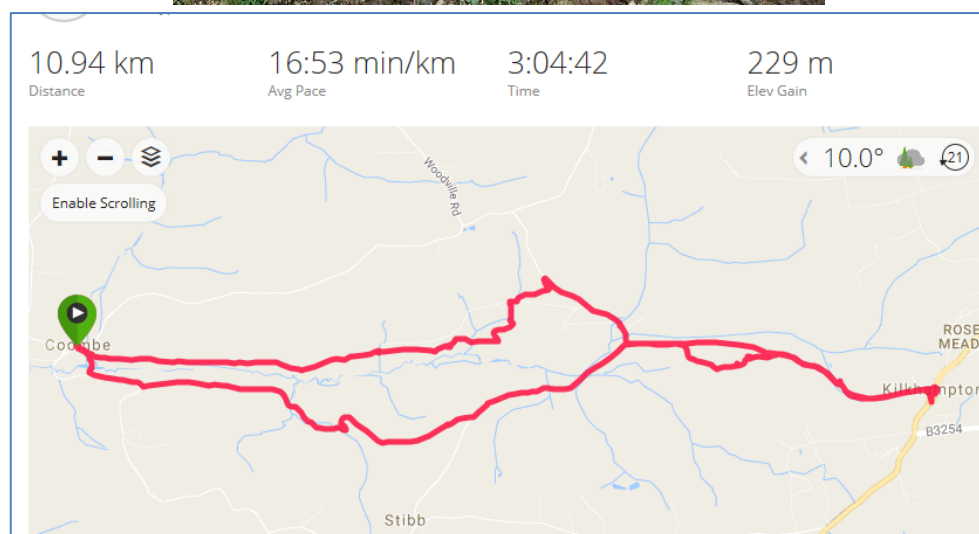 10.94 km 16:53 min/km 3:04:42 229 m
Distance Avg Pace Time Elev Gain
+ − 10.0° 21
Enable Scrolling
Woodville Rd
Coombe
ROSE
MEAD
Kilkhampton
B3254
Stibb